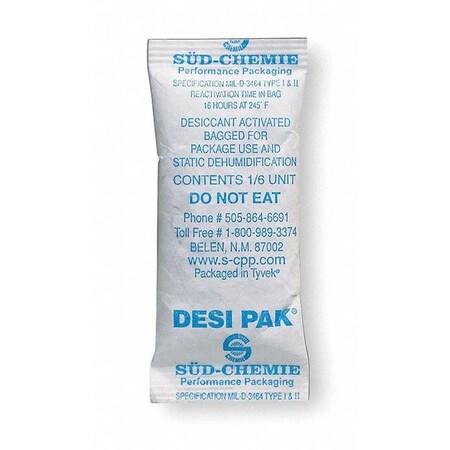 SÜD-CHEMIE
Performance Packaging
SPECIFICATION MIL-D-3464 TYPE I & II
REACTIVATION TIME IN BAG
16 HOURS AT 245° F
DESICCANT ACTIVATED
BAGGED FOR
PACKAGE USE AND
STATIC DEHUMIDIFICATION
CONTENTS 1/6 UNIT
DO NOT EAT
Phone # 505-864-6691
Toll Free # 1-800-989-3374
BELEN, N.M. 87002
www.s-cpp.com
Packaged in Tyvek®
DESI PAK®
SÜD-CHEMIE
Performance Packaging
SPECIFICATION MIL-D-3464 TYPE I & II